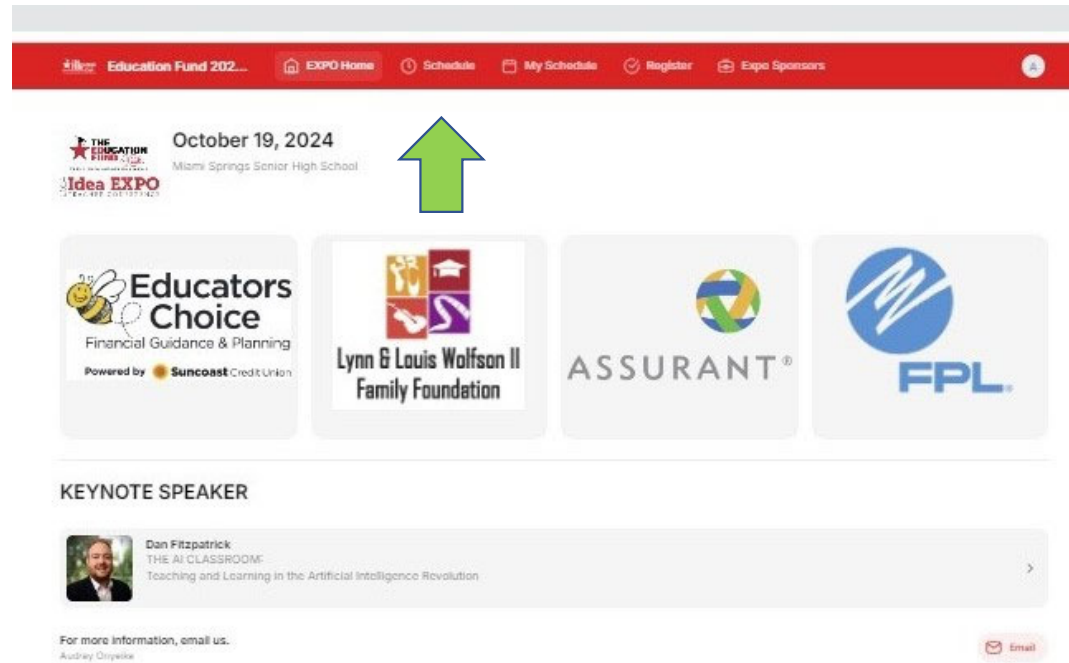 Education Fund 202...
EXPO Home
Schedule
My Schedule
Register
Expo Sponsors
A
THE
EDUCATION
FUND
Idea EXPO
October 19, 2024
Miami Springs Senior High School
Educators
Choice
Financial Guidance & Planning
Powered by Suncoast Credit Union
Lynn & Louis Wolfson II
Family Foundation
ASSURANT®
FPL.
KEYNOTE SPEAKER
Dan Fitzpatrick
THE AI CLASSROOM:
Teaching and Learning in the Artificial Intelligence Revolution
For more information, email us.
Audrey Onyeike
Email